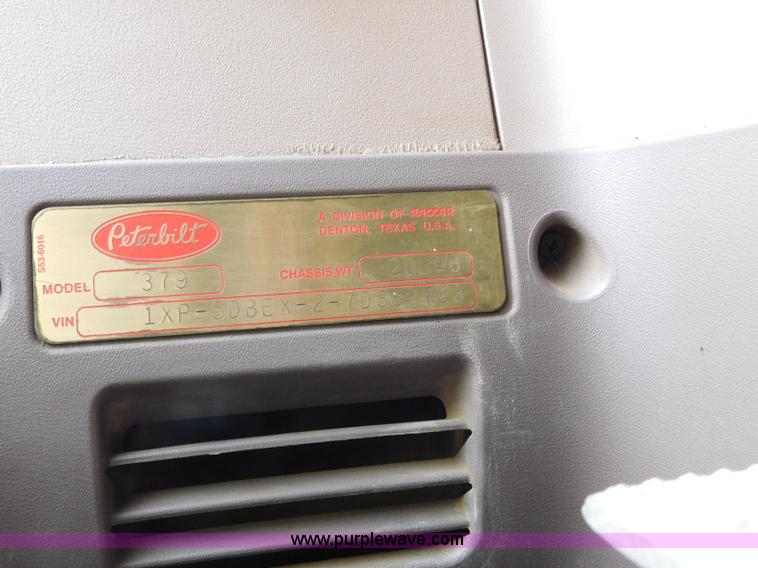 Peterbilt
A DIVISION OF PACCAR
DENTON, TEXAS U.S.A.
S53-6016
MODEL 379 CHASSIS WT
VIN
www.purplewave.com